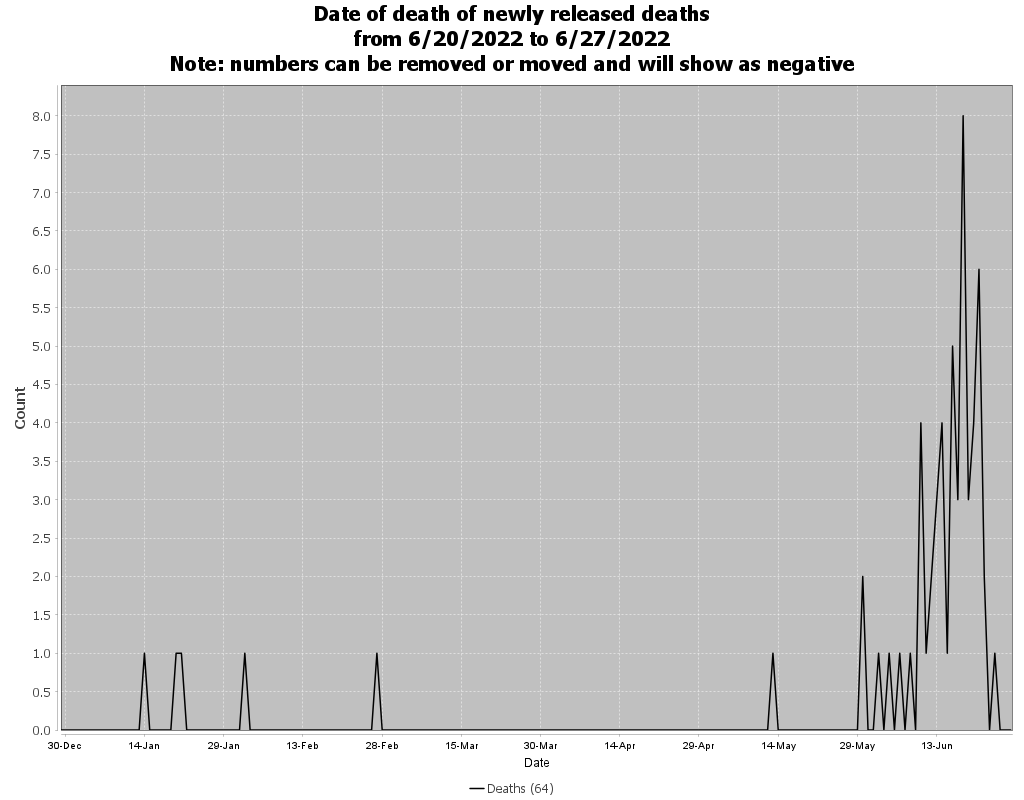 Date of death of newly released deaths
from 6/20/2022 to 6/27/2022
Note: numbers can be removed or moved and will show as negative
8.0
7.5
7.0
6.5
6.0
5.5
5.0
4.5
4.0
3.5
3.0
2.5
2.0
1.5
1.0
0.5
0.0
Count
30-Dec 14-Jan 29-Jan 13-Feb 28-Feb 15-Mar 30-Mar 14-Apr 29-Apr 14-May 29-May 13-Jun
Date
Deaths (64)